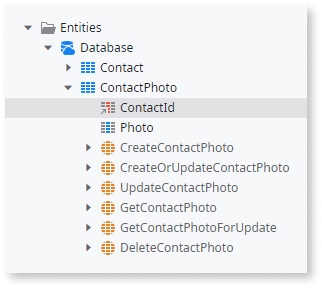 Entities
Database
Contact
ContactPhoto
ContactId
Photo
CreateContactPhoto
CreateOrUpdateContactPhoto
UpdateContactPhoto
GetContactPhoto
GetContactPhotoForUpdate
DeleteContactPhoto